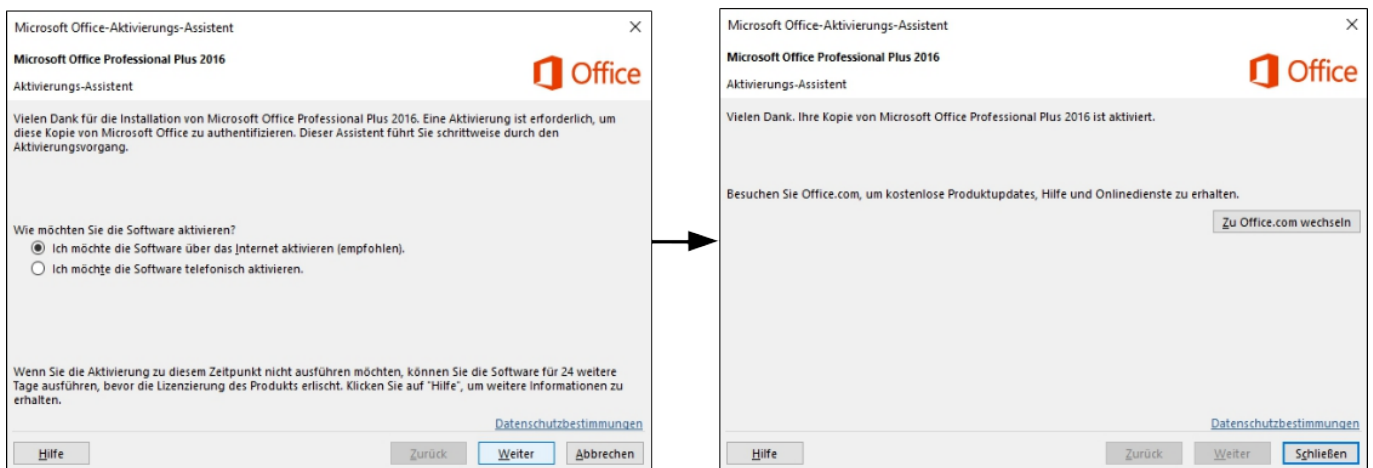 Microsoft Office-Aktivierungs-Assistent
Microsoft Office Professional Plus 2016
Aktivierungs-Assistent
Office
Vielen Dank für die Installation von Microsoft Office Professional Plus 2016. Eine Aktivierung ist erforderlich, um
diese Kopie von Microsoft Office zu authentifizieren. Dieser Assistent führt Sie schrittweise durch den
Aktivierungsvorgang.
Wie möchten Sie die Software aktivieren?
Ich möchte die Software über das Internet aktivieren (empfohlen).
Ich möchte die Software telefonisch aktivieren.
Wenn Sie die Aktivierung zu diesem Zeitpunkt nicht ausführen möchten, können Sie die Software für 24 weitere
Tage ausführen, bevor die Lizenzierung des Produkts erlischt. Klicken Sie auf "Hilfe", um weitere Informationen zu
erhalten.
Datenschutzbestimmungen
Hilfe
Zurück
Weiter
Abbrechen
Microsoft Office-Aktivierungs-Assistent
Microsoft Office Professional Plus 2016
Aktivierungs-Assistent
Office
Vielen Dank. Ihre Kopie von Microsoft Office Professional Plus 2016 ist aktiviert.
Besuchen Sie Office.com, um kostenlose Produktupdates, Hilfe und Onlinedienste zu erhalten.
Zu Office.com wechseln
Datenschutzbestimmungen
Hilfe
Zurück
Weiter
Schließen